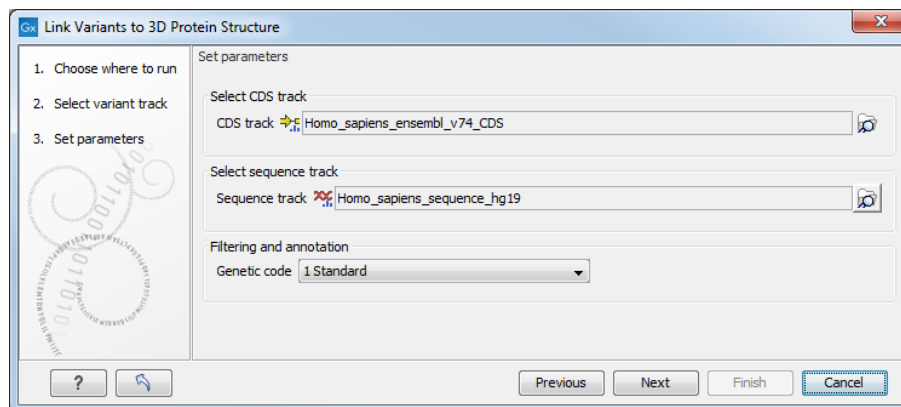 Gx Link Variants to 3D Protein Structure
1. Choose where to run
2. Select variant track
3. Set parameters
Set parameters
Select CDS track
CDS track Homo_sapiens_ensembl_v74_CDS
Select sequence track
Sequence track Homo_sapiens_sequence_hg19
Filtering and annotation
Genetic code 1 Standard
? Previous Next Finish Cancel